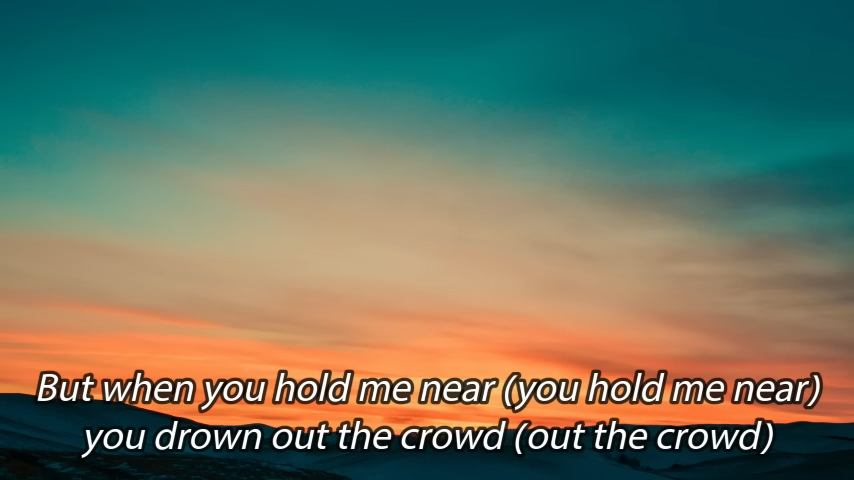 But when you hold me near (you hold me near)
you drown out the crowd (out the crowd)